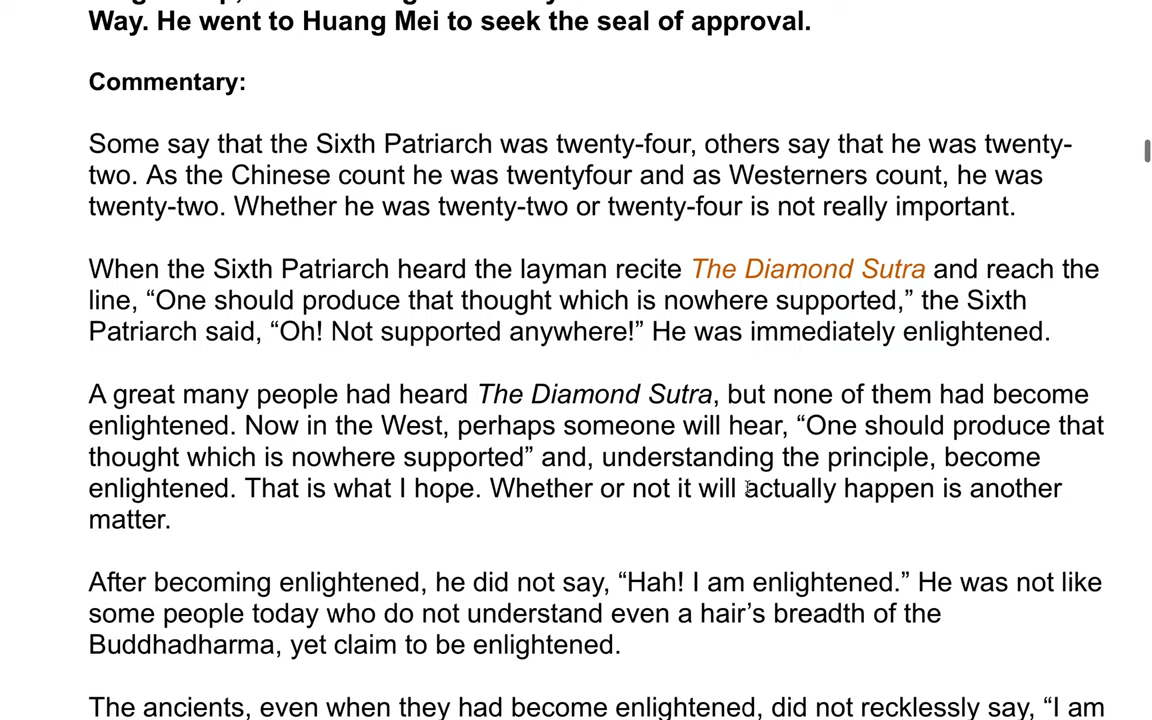 Way. He went to Huang Mei to seek the seal of approval.
Commentary:
Some say that the Sixth Patriarch was twenty-four, others say that he was twenty-
two. As the Chinese count he was twentyfour and as Westerners count, he was
twenty-two. Whether he was twenty-two or twenty-four is not really important.
When the Sixth Patriarch heard the layman recite The Diamond Sutra and reach the
line, “One should produce that thought which is nowhere supported,” the Sixth
Patriarch said, “Oh! Not supported anywhere!” He was immediately enlightened.
A great many people had heard The Diamond Sutra, but none of them had become
enlightened. Now in the West, perhaps someone will hear, “One should produce that
thought which is nowhere supported” and, understanding the principle, become
enlightened. That is what I hope. Whether or not it will actually happen is another
matter.
After becoming enlightened, he did not say, “Hah! I am enlightened.” He was not like
some people today who do not understand even a hair’s breadth of the
Buddhadharma, yet claim to be enlightened.
The ancients, even when they had become enlightened, did not recklessly say, “I am